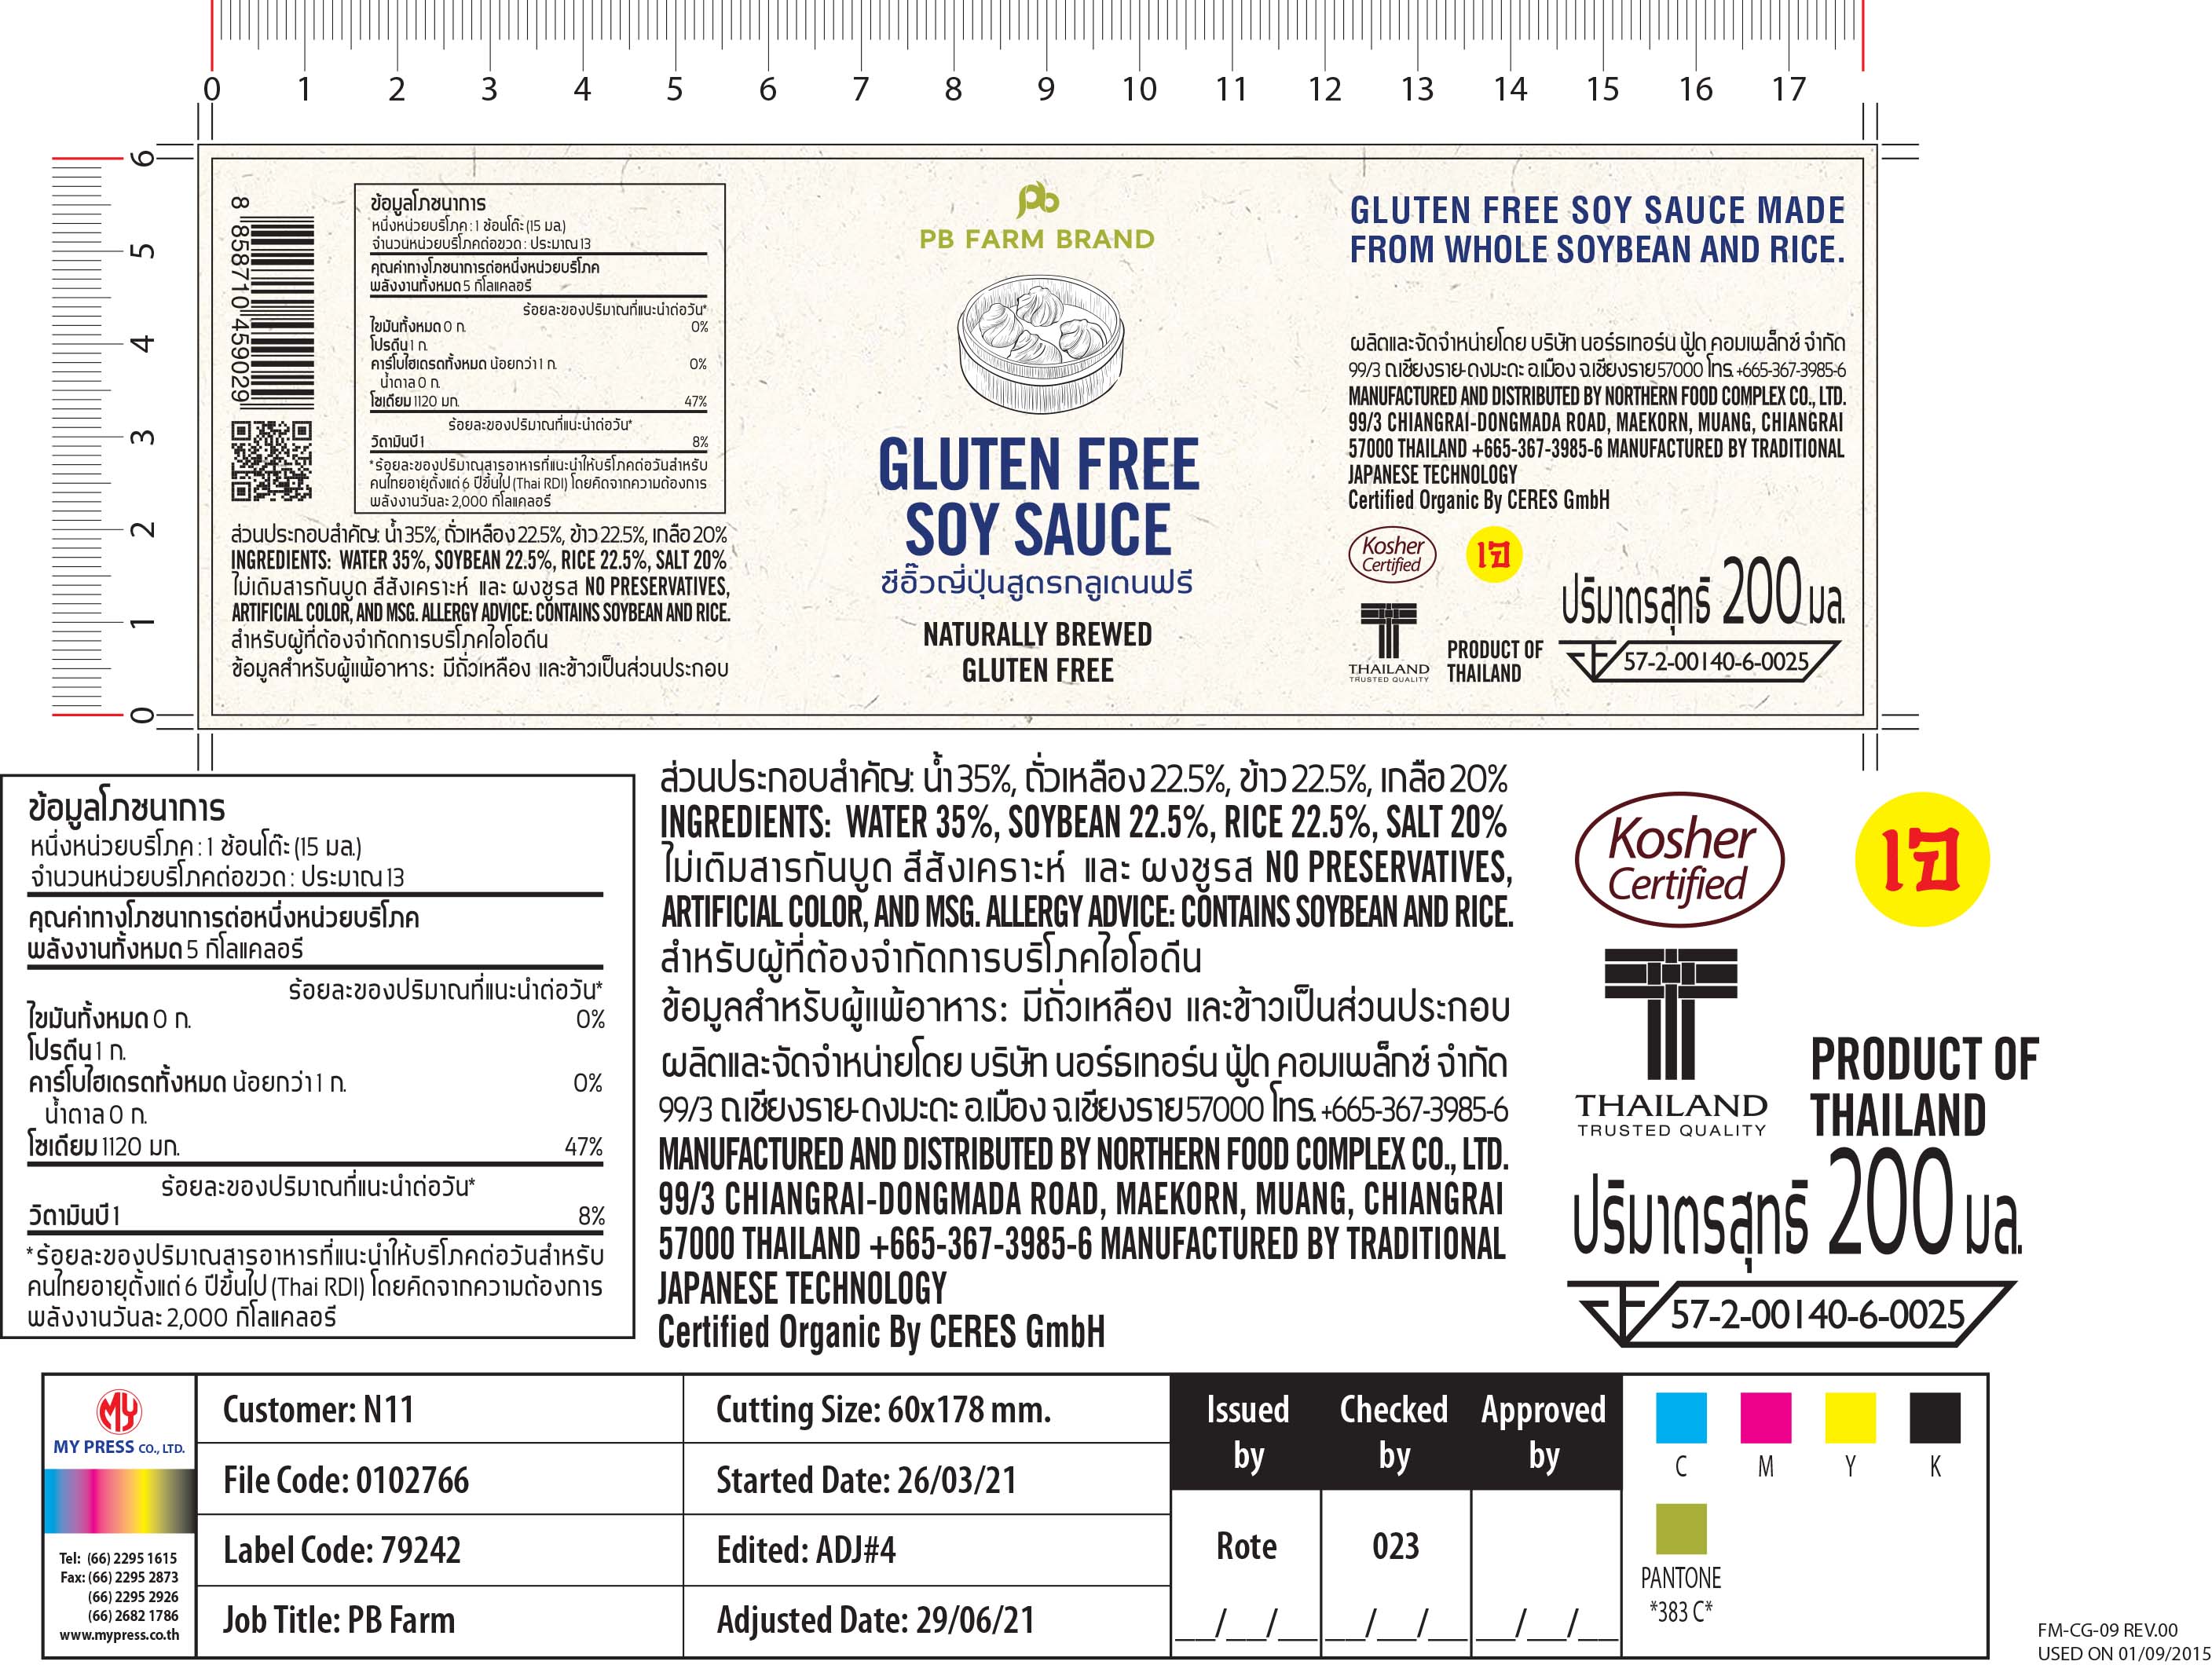 0 1 2 3 4 5 6 7 8 9 10 11 12 13 14 15 16 17
6
5
4
3
2
1
0
8 858710 459029
ข้อมูลโภชนาการ
หนึ่งหน่วยบริโภค : 1 ช้อนโต๊ะ (15 มล.)
จำนวนหน่วยบริโภคต่อขวด : ประมาณ 13
คุณค่าทางโภชนาการต่อหนึ่งหน่วยบริโภค
พลังงานทั้งหมด 5 กิโลแคลอรี
ร้อยละของปริมาณที่แนะนำต่อวัน*
ไขมันทั้งหมด 0 ก. 0%
โปรตีน 1 ก.
คาร์โบไฮเดรตทั้งหมด น้อยกว่า 1 ก. 0%
น้ำตาล 0 ก.
โซเดียม 1120 มก. 47%
ร้อยละของปริมาณที่แนะนำต่อวัน*
วิตามินบี 1 8%
*ร้อยละของปริมาณสารอาหารที่แนะนำให้บริโภคต่อวันสำหรับ
คนไทยอายุตั้งแต่ 6 ปีขึ้นไป (Thai RDI) โดยคิดจากความต้องการ
พลังงานวันละ 2,000 กิโลแคลอรี
ส่วนประกอบสำคัญ: น้ำ 35%, ถั่วเหลือง 22.5%, ข้าว 22.5%, เกลือ 20%
INGREDIENTS: WATER 35%, SOYBEAN 22.5%, RICE 22.5%, SALT 20%
ไม่เติมสารกันบูด สีสังเคราะห์ และ ผงชูรส NO PRESERVATIVES,
ARTIFICIAL COLOR, AND MSG. ALLERGY ADVICE: CONTAINS SOYBEAN AND RICE.
สำหรับผู้ที่ต้องจำกัดการบริโภคไอโอดีน
ข้อมูลสำหรับผู้แพ้อาหาร: มีถั่วเหลือง และข้าวเป็นส่วนประกอบ
pb
PB FARM BRAND
GLUTEN FREE
SOY SAUCE
ซีอิ๊วญี่ปุ่นสูตรกลูเตนฟรี
NATURALLY BREWED
GLUTEN FREE
GLUTEN FREE SOY SAUCE MADE
FROM WHOLE SOYBEAN AND RICE.
ผลิตและจัดจำหน่ายโดย บริษัท นอร์ธเทอร์น ฟู้ด คอมเพล็กซ์ จำกัด
99/3 ถ.เชียงราย-ดงมะดะ อ.เมือง จ.เชียงราย 57000 โทร. +665-367-3985-6
MANUFACTURED AND DISTRIBUTED BY NORTHERN FOOD COMPLEX CO., LTD.
99/3 CHIANGRAI-DONGMADA ROAD, MAEKORN, MUANG, CHIANGRAI
57000 THAILAND +665-367-3985-6 MANUFACTURED BY TRADITIONAL
JAPANESE TECHNOLOGY
Certified Organic By CERES GmbH
Kosher
Certified
เจ
THAILAND
TRUSTED QUALITY
PRODUCT OF
THAILAND
ปริมาตรสุทธิ 200 มล.
57-2-00140-6-0025
ข้อมูลโภชนาการ
หนึ่งหน่วยบริโภค : 1 ช้อนโต๊ะ (15 มล.)
จำนวนหน่วยบริโภคต่อขวด : ประมาณ 13
คุณค่าทางโภชนาการต่อหนึ่งหน่วยบริโภค
พลังงานทั้งหมด 5 กิโลแคลอรี
ร้อยละของปริมาณที่แนะนำต่อวัน*
ไขมันทั้งหมด 0 ก. 0%
โปรตีน 1 ก.
คาร์โบไฮเดรตทั้งหมด น้อยกว่า 1 ก. 0%
น้ำตาล 0 ก.
โซเดียม 1120 มก. 47%
ร้อยละของปริมาณที่แนะนำต่อวัน*
วิตามินบี 1 8%
*ร้อยละของปริมาณสารอาหารที่แนะนำให้บริโภคต่อวันสำหรับ
คนไทยอายุตั้งแต่ 6 ปีขึ้นไป (Thai RDI) โดยคิดจากความต้องการ
พลังงานวันละ 2,000 กิโลแคลอรี
ส่วนประกอบสำคัญ: น้ำ 35%, ถั่วเหลือง 22.5%, ข้าว 22.5%, เกลือ 20%
INGREDIENTS: WATER 35%, SOYBEAN 22.5%, RICE 22.5%, SALT 20%
ไม่เติมสารกันบูด สีสังเคราะห์ และ ผงชูรส NO PRESERVATIVES,
ARTIFICIAL COLOR, AND MSG. ALLERGY ADVICE: CONTAINS SOYBEAN AND RICE.
สำหรับผู้ที่ต้องจำกัดการบริโภคไอโอดีน
ข้อมูลสำหรับผู้แพ้อาหาร: มีถั่วเหลือง และข้าวเป็นส่วนประกอบ
ผลิตและจัดจำหน่ายโดย บริษัท นอร์ธเทอร์น ฟู้ด คอมเพล็กซ์ จำกัด
99/3 ถ.เชียงราย-ดงมะดะ อ.เมือง จ.เชียงราย 57000 โทร. +665-367-3985-6
MANUFACTURED AND DISTRIBUTED BY NORTHERN FOOD COMPLEX CO., LTD.
99/3 CHIANGRAI-DONGMADA ROAD, MAEKORN, MUANG, CHIANGRAI
57000 THAILAND +665-367-3985-6 MANUFACTURED BY TRADITIONAL
JAPANESE TECHNOLOGY
Certified Organic By CERES GmbH
Kosher
Certified
เจ
THAILAND
TRUSTED QUALITY
PRODUCT OF
THAILAND
ปริมาตรสุทธิ 200 มล.
57-2-00140-6-0025
MY
MY PRESS CO., LTD.
Tel: (66) 2295 1615
Fax: (66) 2295 2873
(66) 2295 2926
(66) 2682 1786
www.mypress.co.th
Customer: N11
File Code: 0102766
Label Code: 79242
Job Title: PB Farm
Cutting Size: 60x178 mm.
Started Date: 26/03/21
Edited: ADJ#4
Adjusted Date: 29/06/21
Issued by
Checked by
Approved by
Rote
023
__/__/__ __/__/__ __/__/__
C M Y K
PANTONE
*383 C*
FM-CG-09 REV.00
USED ON 01/09/2015